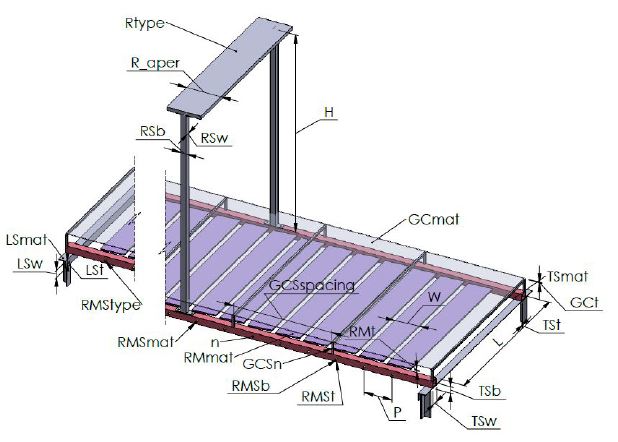 Rtype
R_aper
H
RSb
RSw
GCmat
LSmat
LSw
LSt
RMStype
GCSspacing
W
TSmat
GCt
TSt
RMSmat
n
RMmat
RMt
GCSn
L
RMSb
RMSt
P
TSb
TSw